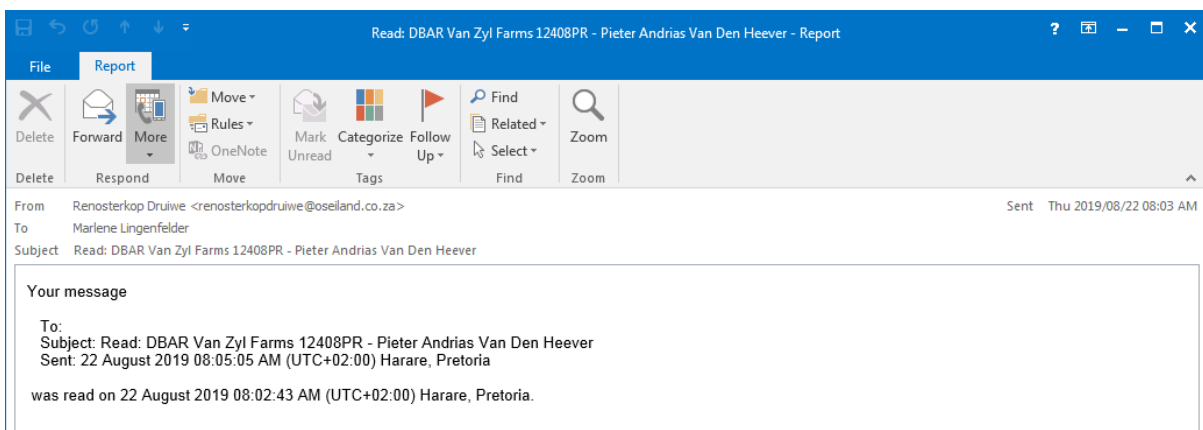 Read: DBAR Van Zyl Farms 12408PR - Pieter Andrias Van Den Heever - Report
?
File
Report
Delete
Forward
More
Move
Rules
OneNote
Mark Unread
Categorize
Follow Up
Find
Related
Select
Zoom
Delete
Respond
Move
Tags
Find
Zoom
From Renosterkop Druiwe <renosterkopdruiwe@oseiland.co.za> Sent Thu 2019/08/22 08:03 AM
To Marlene Lingenfelder
Subject Read: DBAR Van Zyl Farms 12408PR - Pieter Andrias Van Den Heever
Your message
To:
Subject: Read: DBAR Van Zyl Farms 12408PR - Pieter Andrias Van Den Heever
Sent: 22 August 2019 08:05:05 AM (UTC+02:00) Harare, Pretoria
was read on 22 August 2019 08:02:43 AM (UTC+02:00) Harare, Pretoria.